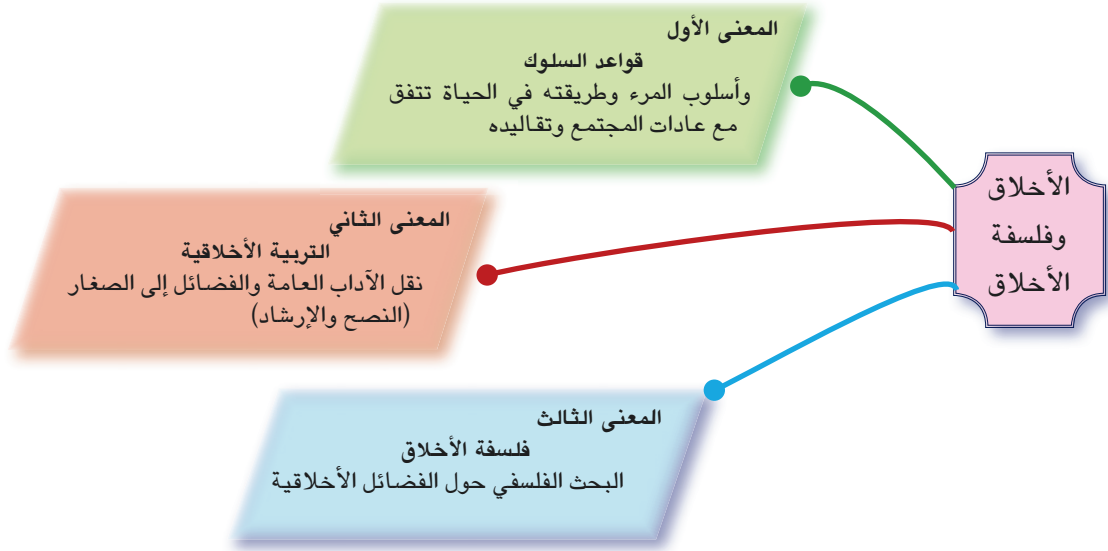 الأخلاق
وفلسفة
الأخلاق
المعنى الأول
قواعد السلوك
وأسلوب المرء وطريقته في الحياة تتفق
مع عادات المجتمع وتقاليده
المعنى الثاني
التربية الأخلاقية
نقل الآداب العامة والفضائل إلى الصغار
(النصح والإرشاد)
المعنى الثالث
فلسفة الأخلاق
البحث الفلسفي حول الفضائل الأخلاقية